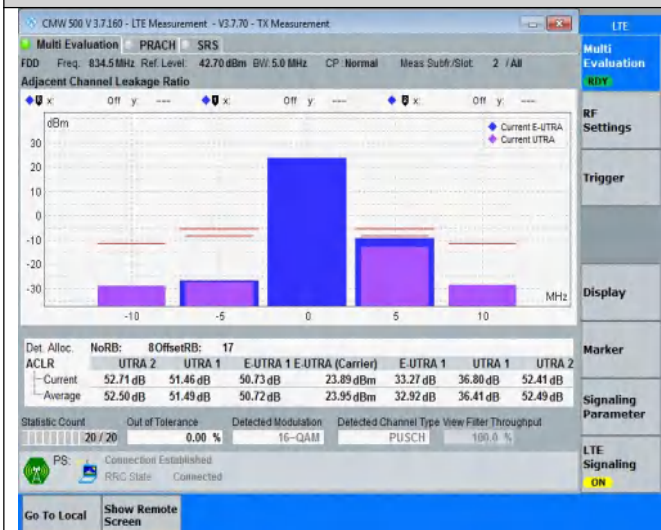 CMW 500 V 3.7.160 - LTE Measurement - V3.7.70 - TX Measurement
LTE
Multi Evaluation PRACH SRS
Multi
Evaluation
RDY
FDD Freq.: 834.5 MHz Ref. Level: 42.70 dBm BW: 5.0 MHz CP: Normal Meas Subfr./Slot: 2 / All
Adjacent Channel Leakage Ratio
x: Off y: --- x: Off y: --- x: Off y: ---
dBm
Current E-UTRA
Current UTRA
30
20
10
0
-10
-20
-30
MHz
-10 -5 0 5 10
RF
Settings
Trigger
Display
Marker
Signaling
Parameter
LTE
Signaling
ON
Det. Alloc. NoRB: 8 OffsetRB: 17
ACLR UTRA 2 UTRA 1 E-UTRA 1 E-UTRA (Carrier) E-UTRA 1 UTRA 1 UTRA 2
Current 52.71 dB 51.46 dB 50.73 dB 23.89 dBm 33.27 dB 36.80 dB 52.41 dB
Average 52.50 dB 51.49 dB 50.72 dB 23.95 dBm 32.92 dB 36.41 dB 52.49 dB
Statistic Count Out of Tolerance Detected Modulation Detected Channel Type View Filter Throughput
20 / 20 0.00 % 16-QAM PUSCH 100.0 %
PS: Connection Established
RRC State Connected
Go To Local
Show Remote
Screen